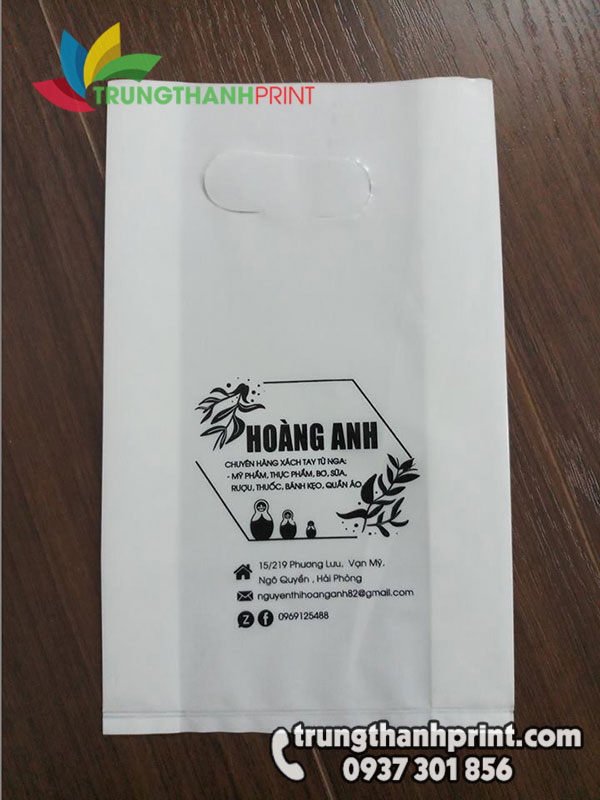 TRUNGTHANHPRINT
HOÀNG ANH
CHUYÊN HÀNG XÁCH TAY TỪ NGA:
- MỸ PHẨM, THỰC PHẨM, BƠ, SỮA,
RƯỢU, THUỐC, BÁNH KẸO, QUẦN ÁO
15/219 Phương Lưu, Vạn Mỹ,
Ngô Quyền , Hải Phòng
nguyenthihoanganh82@gmail.com
Z f 0969125488
trungthanhprint.com
0937 301 856